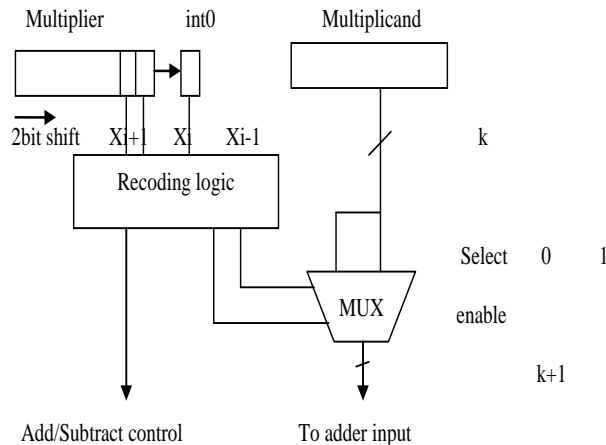 Multiplier int0 Multiplicand
2bit shift Xi+1 Xi Xi-1 k
Recoding logic
Select 0 1
MUX enable
k+1
Add/Subtract control To adder input